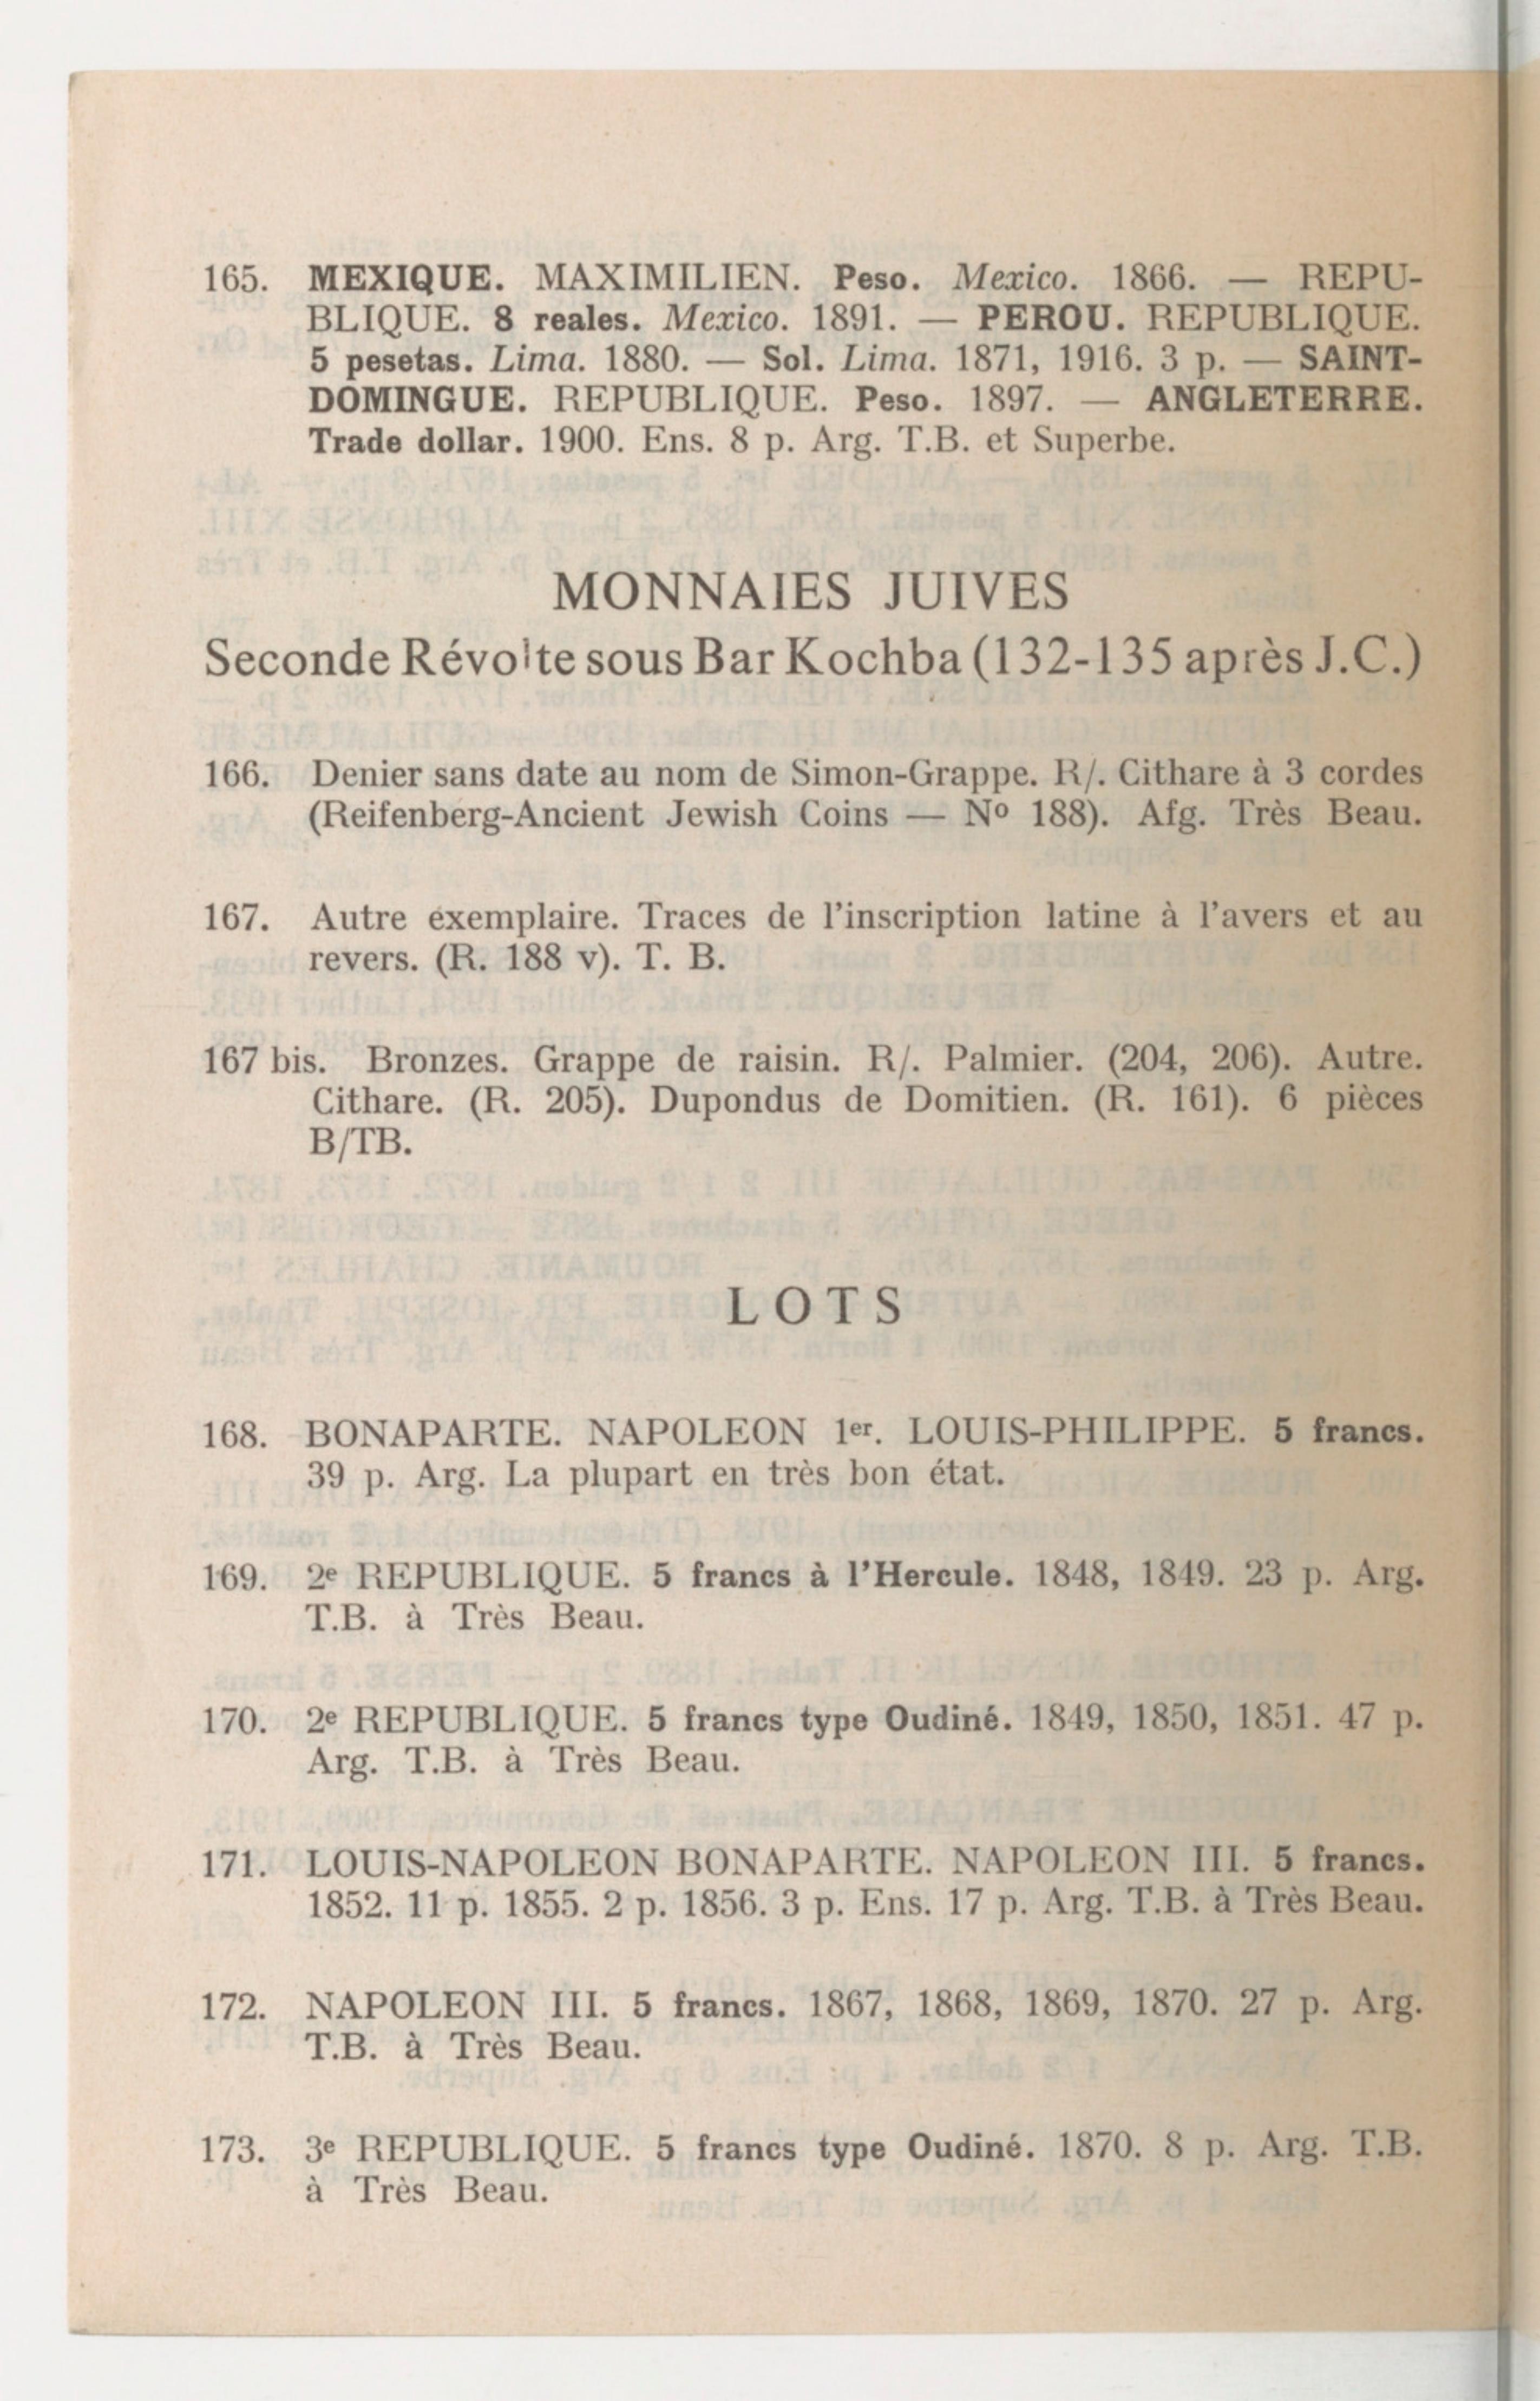 165. MEXIQUE. MAXIMILIEN. Peso. Mexico. 1866. — REPU-
BLIQUE. 8 reales. Mexico. 1891. — PEROU. REPUBLIQUE.
5 pesetas. Lima. 1880. — Sol. Lima. 1871, 1916. 3 p. — SAINT-
DOMINGUE. REPUBLIQUE. Peso. 1897. — ANGLETERRE.
Trade dollar. 1900. Ens. 8 p. Arg. T.B. et Superbe.
MONNAIES JUIVES
Seconde Révolte sous Bar Kochba (132-135 après J.C.)
166. Denier sans date au nom de Simon-Grappe. R/. Cithare à 3 cordes
(Reifenberg-Ancient Jewish Coins — Nº 188). Afg. Très Beau.
167. Autre exemplaire. Traces de l'inscription latine à l'avers et au
revers. (R. 188 v). T. B.
167 bis. Bronzes. Grappe de raisin. R/. Palmier. (204, 206). Autre.
Cithare. (R. 205). Dupondus de Domitien. (R. 161). 6 pièces
B/TB.
LOTS
168. BONAPARTE. NAPOLEON 1er. LOUIS-PHILIPPE. 5 francs.
39 p. Arg. La plupart en très bon état.
169. 2e REPUBLIQUE. 5 francs à l'Hercule. 1848, 1849. 23 p. Arg.
T.B. à Très Beau.
170. 2e REPUBLIQUE. 5 francs type Oudiné. 1849, 1850, 1851. 47 p.
Arg. T.B. à Très Beau.
171. LOUIS-NAPOLEON BONAPARTE. NAPOLEON III. 5 francs.
1852. 11 p. 1855. 2 p. 1856. 3 p. Ens. 17 p. Arg. T.B. à Très Beau.
172. NAPOLEON III. 5 francs. 1867, 1868, 1869, 1870. 27 p. Arg.
T.B. à Très Beau.
173. 3e REPUBLIQUE. 5 francs type Oudiné. 1870. 8 p. Arg. T.B.
à Très Beau.